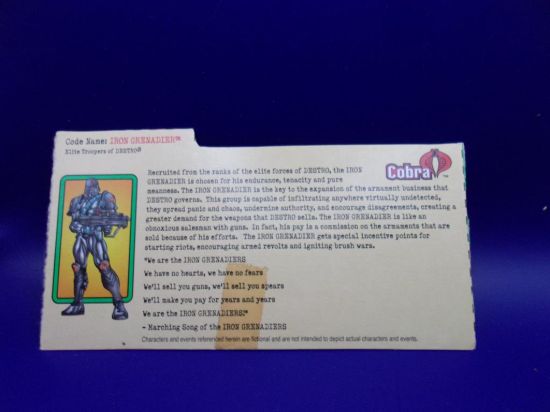 Code Name: IRON GRENADIER™
Elite Troopers of DESTRO®
Cobra™
Recruited from the ranks of the elite forces of DESTRO, the IRON
GRENADIER is chosen for his endurance, tenacity and pure
meanness. The IRON GRENADIER is the key to the expansion of the armament business that
DESTRO governs. This group is capable of infiltrating anywhere virtually undetected,
they spread panic and chaos, undermine authority, and encourage disagreements, creating a
greater demand for the weapons that DESTRO sells. The IRON GRENADIER is like an
obnoxious salesman with guns. In fact, his pay is a commission on the armaments that are
sold because of his efforts. The IRON GRENADIER gets special incentive points for
starting riots, encouraging armed revolts and igniting brush wars.
"We are the IRON GRENADIERS
We have no hearts, we have no fears
We'll sell you guns, we'll sell you spears
We'll make you pay for years and years
We are the IRON GRENADIERS!"
- Marching Song of the IRON GRENADIERS
Characters and events referenced herein are fictional and are not intended to depict actual characters and events.